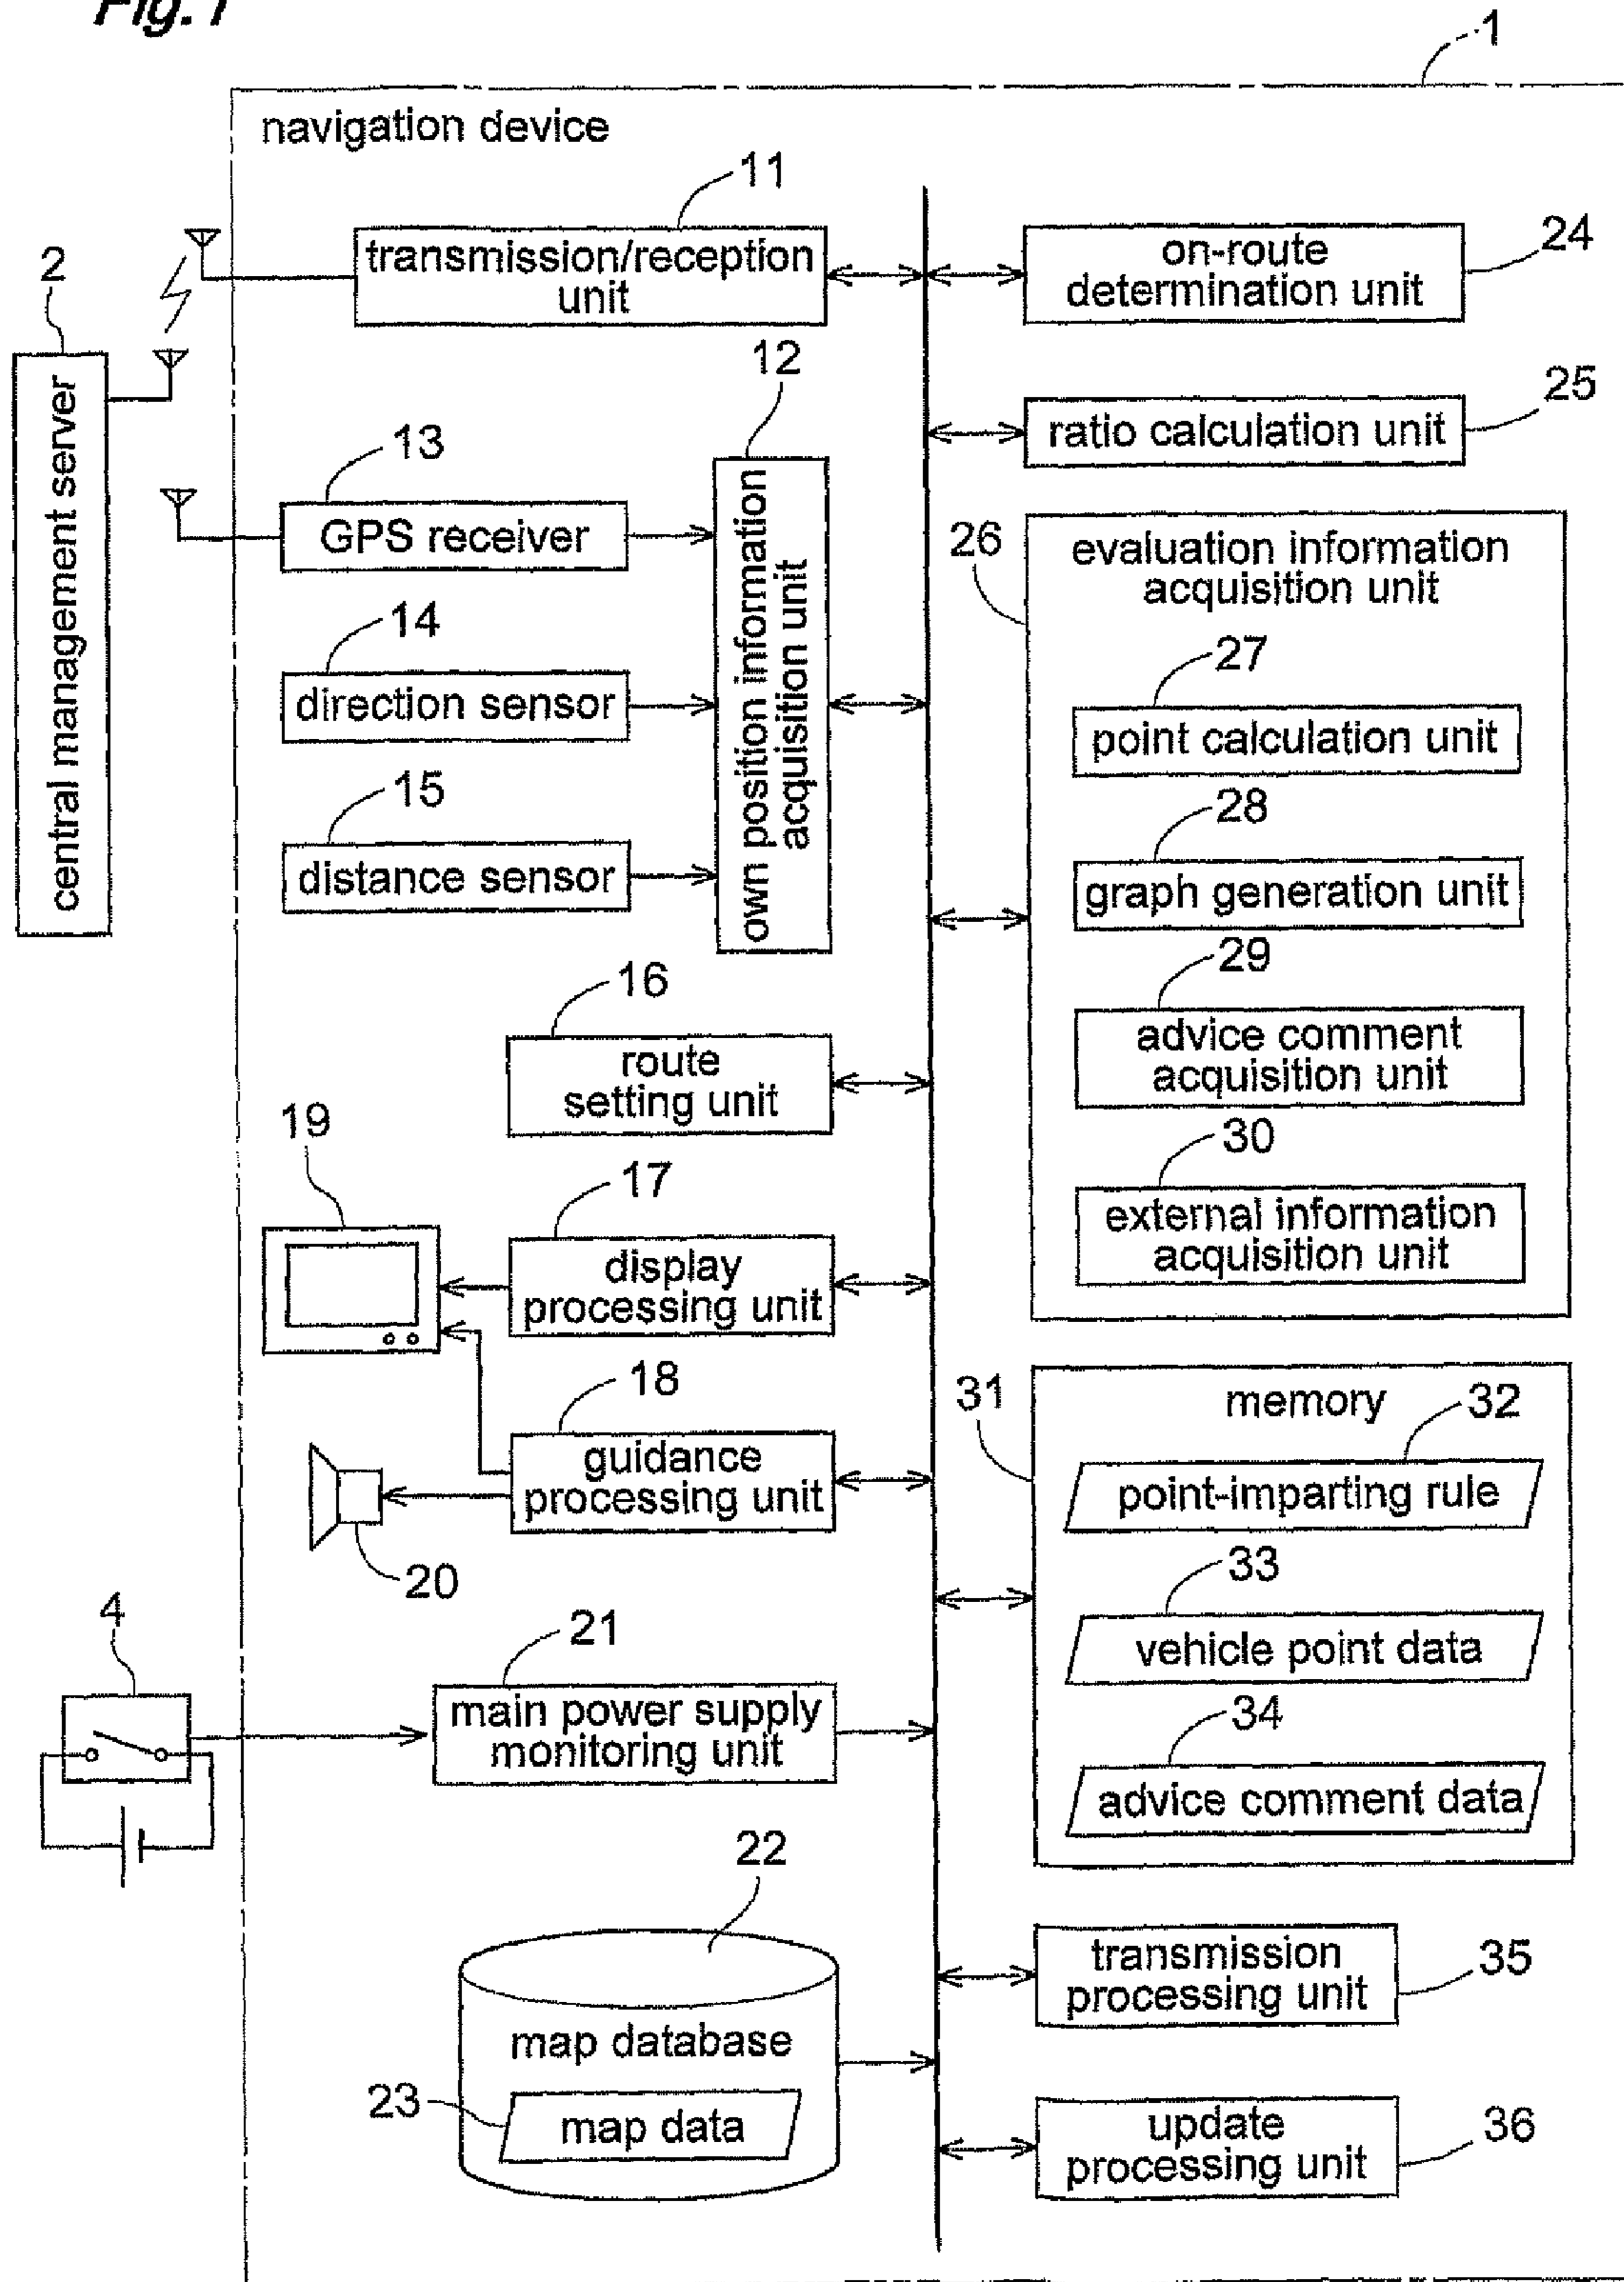 Fig.1
1
navigation device
11
transmission/reception
unit
2
central management server
12
own position information
acquisition unit
13
GPS receiver
14
direction sensor
15
distance sensor
16
route
setting unit
19
17
display
processing unit
18
guidance
processing unit
20
4
21
main power supply
monitoring unit
22
map database
23
map data
24
on-route
determination unit
25
ratio calculation unit
26
evaluation information
acquisition unit
27
point calculation unit
28
graph generation unit
29
advice comment
acquisition unit
30
external information
acquisition unit
31
memory
32
point-imparting rule
33
vehicle point data
34
advice comment data
35
transmission
processing unit
36
update
processing unit